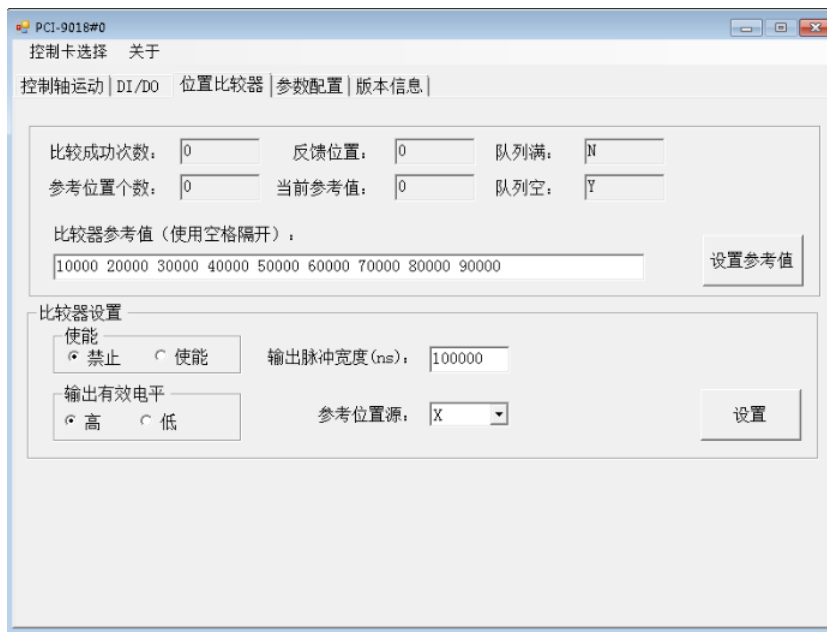 PCI-9018#0
控制卡选择 关于
控制轴运动 DI/DO 位置比较器 参数配置 版本信息
比较成功次数： 0 反馈位置： 0 队列满： N
参考位置个数： 0 当前参考值： 0 队列空： Y
比较器参考值（使用空格隔开）：
10000 20000 30000 40000 50000 60000 70000 80000 90000
设置参考值
比较器设置
使能
禁止 使能 输出脉冲宽度(ns)： 100000
输出有效电平
高 低 参考位置源： X 设置